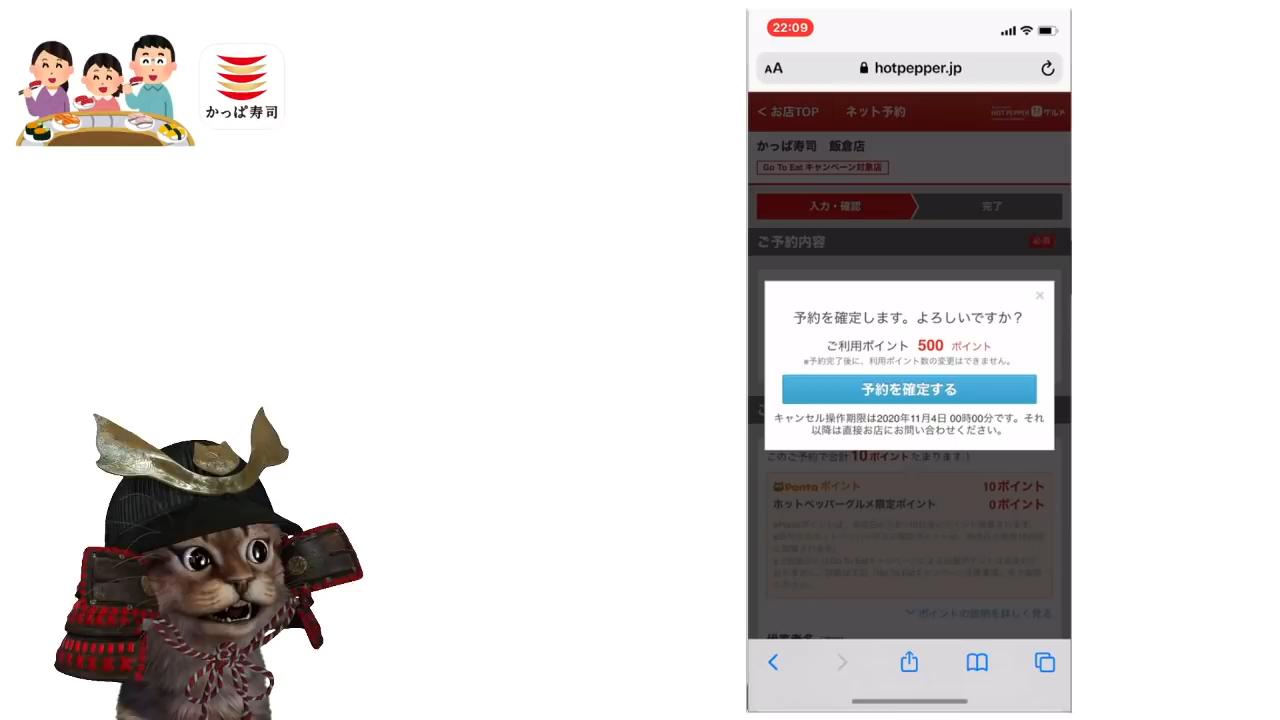 かっぱ寿司
22:09
AA
hotpepper.jp
< お店TOP
ネット予約
HOT PEPPER グルメ
かっぱ寿司 飯倉店
Go To Eat キャンペーン対象店
入力・確認
完了
ご予約内容
必須
×
予約を確定します。よろしいですか？
ご利用ポイント 500 ポイント
※予約完了後に、利用ポイント数の変更はできません。
予約を確定する
キャンセル操作期限は2020年11月4日 00時00分です。それ
以降は直接お店にお問い合わせください。
このご予約で合計10ポイントたまります！
Ponta ポイント
10ポイント
ホットペッパーグルメ限定ポイント
0ポイント
ポイントの説明を詳しく見る